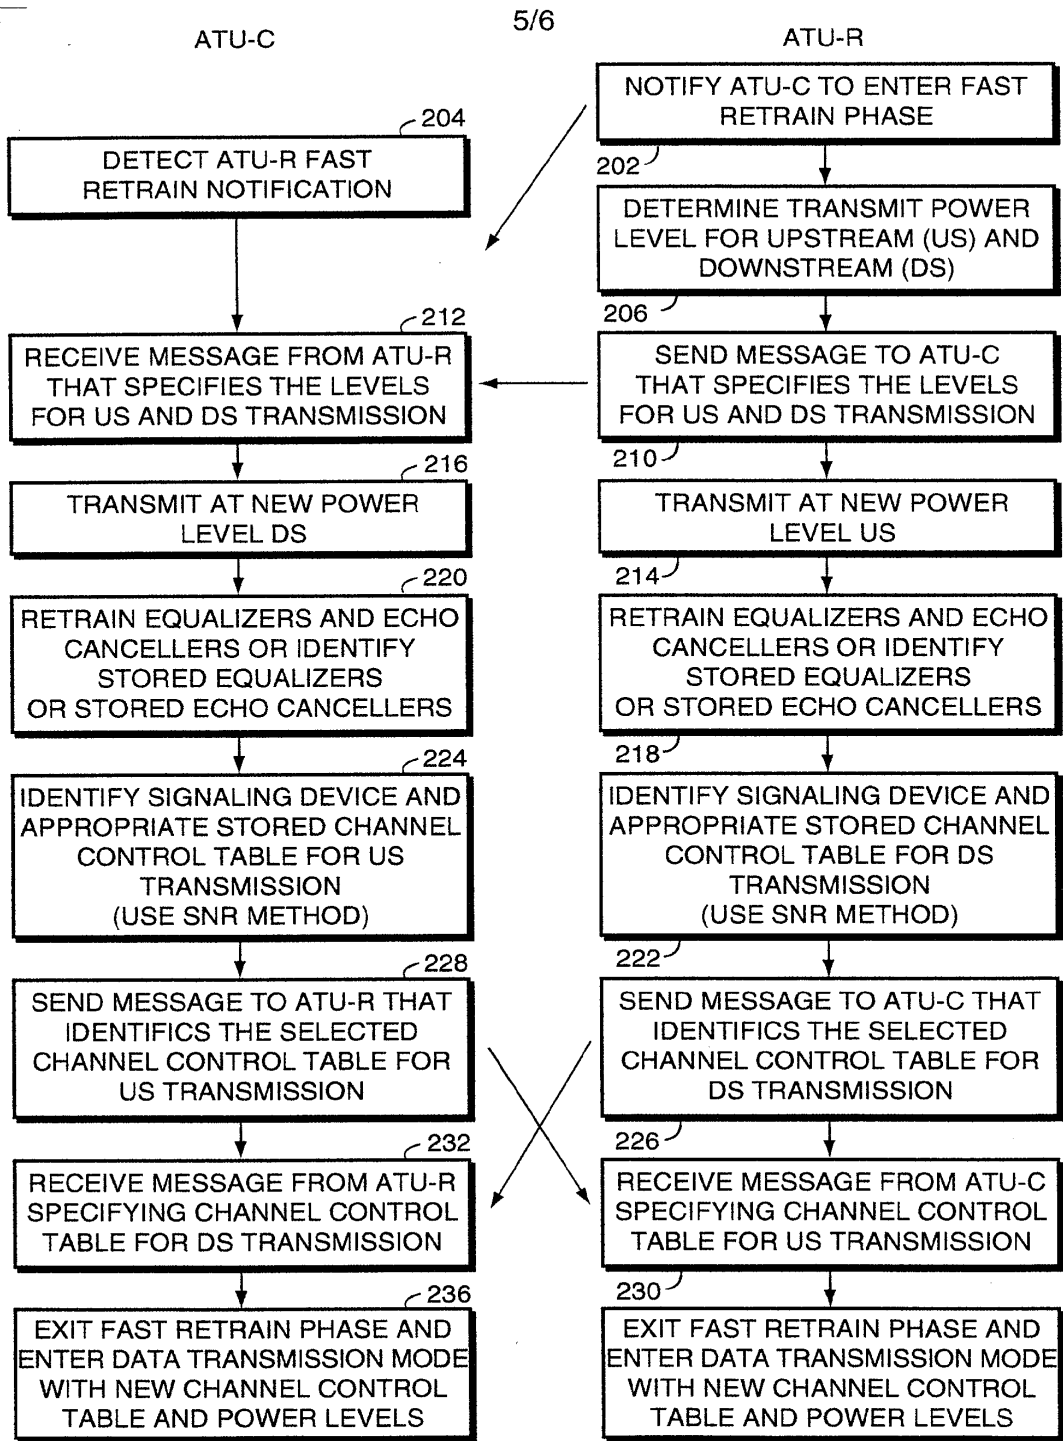 5/6
ATU-C
ATU-R
NOTIFY ATU-C TO ENTER FAST
RETRAIN PHASE
202
204
DETECT ATU-R FAST
RETRAIN NOTIFICATION
DETERMINE TRANSMIT POWER
LEVEL FOR UPSTREAM (US) AND
DOWNSTREAM (DS)
206
212
RECEIVE MESSAGE FROM ATU-R
THAT SPECIFIES THE LEVELS
FOR US AND DS TRANSMISSION
SEND MESSAGE TO ATU-C
THAT SPECIFIES THE LEVELS
FOR US AND DS TRANSMISSION
210
216
TRANSMIT AT NEW POWER
LEVEL DS
TRANSMIT AT NEW POWER
LEVEL US
214
220
RETRAIN EQUALIZERS AND ECHO
CANCELLERS OR IDENTIFY
STORED EQUALIZERS
OR STORED ECHO CANCELLERS
RETRAIN EQUALIZERS AND ECHO
CANCELLERS OR IDENTIFY
STORED EQUALIZERS
OR STORED ECHO CANCELLERS
218
224
IDENTIFY SIGNALING DEVICE AND
APPROPRIATE STORED CHANNEL
CONTROL TABLE FOR US
TRANSMISSION
(USE SNR METHOD)
IDENTIFY SIGNALING DEVICE AND
APPROPRIATE STORED CHANNEL
CONTROL TABLE FOR DS
TRANSMISSION
(USE SNR METHOD)
222
228
SEND MESSAGE TO ATU-R THAT
IDENTIFICS THE SELECTED
CHANNEL CONTROL TABLE FOR
US TRANSMISSION
SEND MESSAGE TO ATU-C THAT
IDENTIFICS THE SELECTED
CHANNEL CONTROL TABLE FOR
DS TRANSMISSION
226
232
RECEIVE MESSAGE FROM ATU-R
SPECIFYING CHANNEL CONTROL
TABLE FOR DS TRANSMISSION
RECEIVE MESSAGE FROM ATU-C
SPECIFYING CHANNEL CONTROL
TABLE FOR US TRANSMISSION
230
236
EXIT FAST RETRAIN PHASE AND
ENTER DATA TRANSMISSION MODE
WITH NEW CHANNEL CONTROL
TABLE AND POWER LEVELS
EXIT FAST RETRAIN PHASE AND
ENTER DATA TRANSMISSION MODE
WITH NEW CHANNEL CONTROL
TABLE AND POWER LEVELS